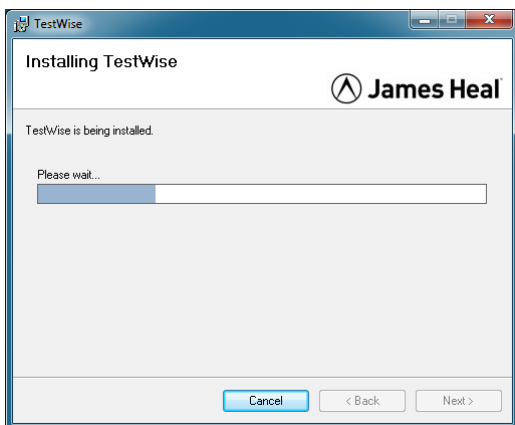 TestWise
Installing TestWise
James Heal
TestWise is being installed.
Please wait...
Cancel
< Back
Next >